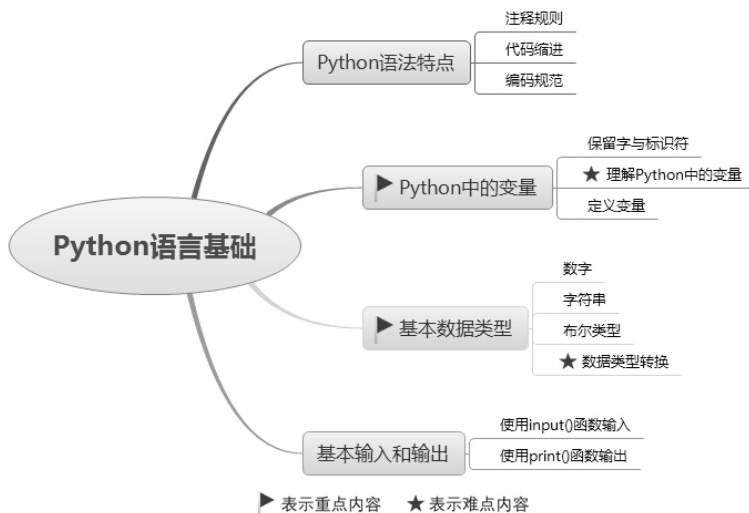 Python语言基础
Python语法特点
注释规则
代码缩进
编码规范
Python中的变量
保留字与标识符
★ 理解Python中的变量
定义变量
基本数据类型
数字
字符串
布尔类型
★ 数据类型转换
基本输入和输出
使用input()函数输入
使用print()函数输出
表示重点内容 ★ 表示难点内容